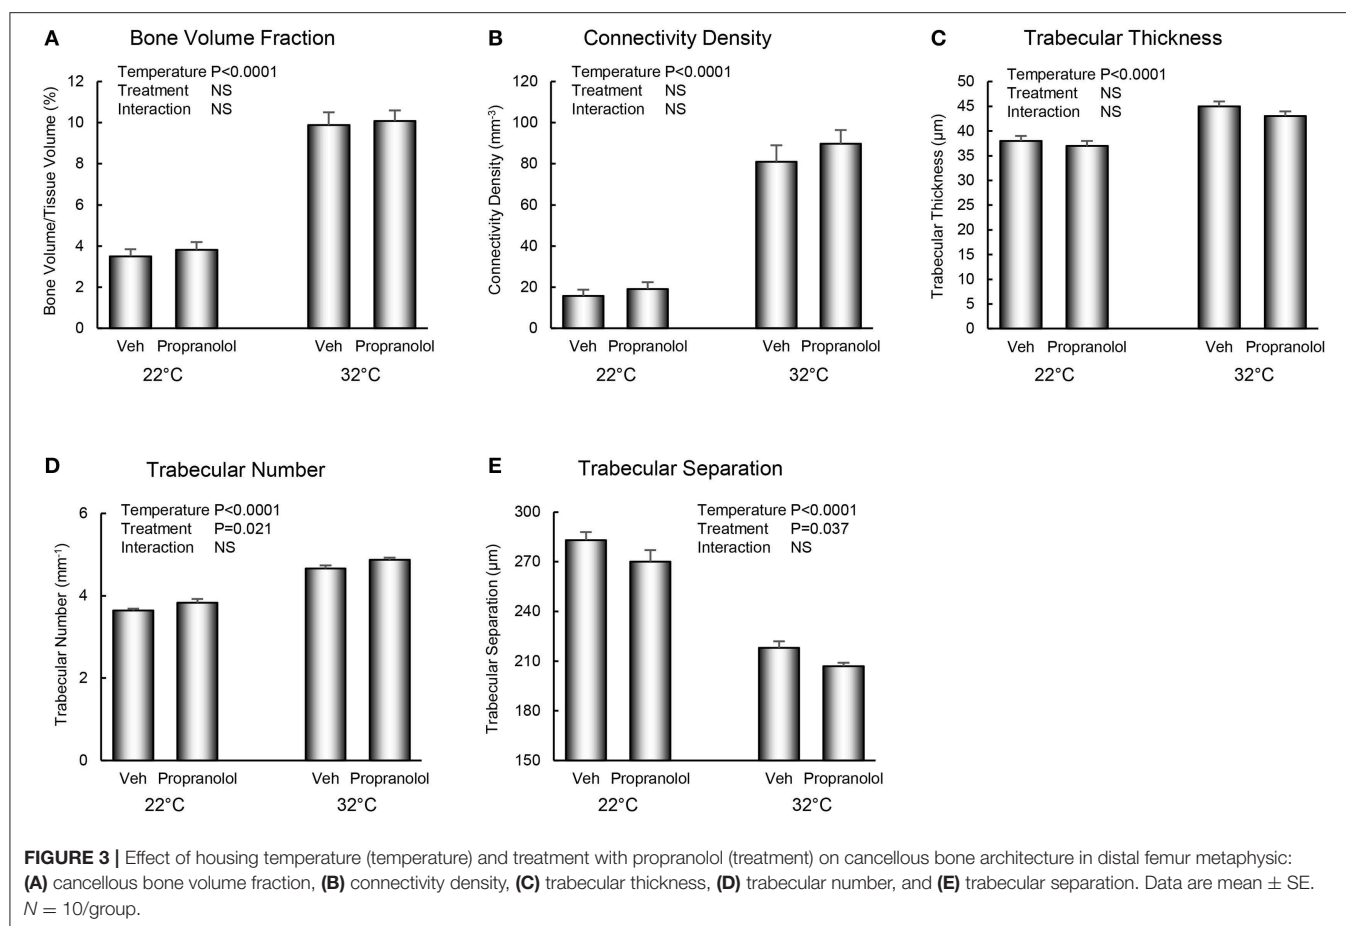 A Bone Volume Fraction
Temperature P<0.0001
Treatment NS
Interaction NS
Bone Volume/Tissue Volume (%)
12
10
8
6
4
2
0
Veh Propranolol Veh Propranolol
22°C 32°C
B Connectivity Density
Temperature P<0.0001
Treatment NS
Interaction NS
Connectivity Density (mm⁻³)
120
100
80
60
40
20
0
Veh Propranolol Veh Propranolol
22°C 32°C
C Trabecular Thickness
Temperature P<0.0001
Treatment NS
Interaction NS
Trabecular Thickness (µm)
50
45
40
35
30
25
20
15
10
5
0
Veh Propranolol Veh Propranolol
22°C 32°C
D Trabecular Number
Temperature P<0.0001
Treatment P=0.021
Interaction NS
Trabecular Number (mm⁻¹)
6
4
2
0
Veh Propranolol Veh Propranolol
22°C 32°C
E Trabecular Separation
Temperature P<0.0001
Treatment P=0.037
Interaction NS
Trabecular Separation (µm)
300
270
240
210
180
150
Veh Propranolol Veh Propranolol
22°C 32°C
FIGURE 3 | Effect of housing temperature (temperature) and treatment with propranolol (treatment) on cancellous bone architecture in distal femur metaphysic:
(A) cancellous bone volume fraction, (B) connectivity density, (C) trabecular thickness, (D) trabecular number, and (E) trabecular separation. Data are mean ± SE.
N = 10/group.